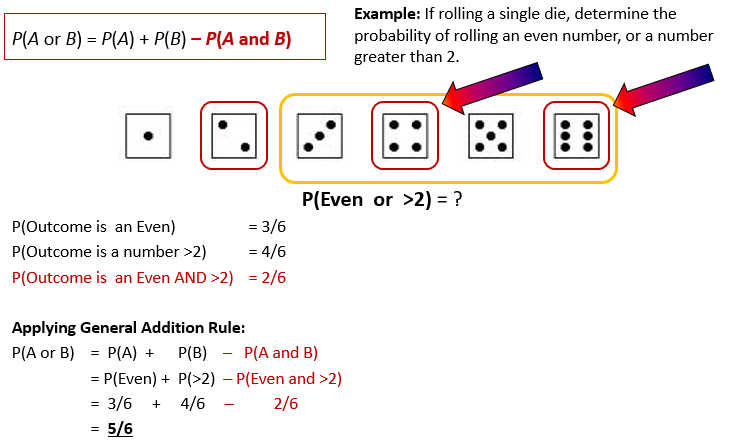 P(A or B) = P(A) + P(B) – P(A and B)
Example: If rolling a single die, determine the
probability of rolling an even number, or a number
greater than 2.
P(Even or >2) = ?
P(Outcome is an Even) = 3/6
P(Outcome is a number >2) = 4/6
P(Outcome is an Even AND >2) = 2/6
Applying General Addition Rule:
P(A or B) = P(A) + P(B) – P(A and B)
= P(Even) + P(>2) – P(Even and >2)
= 3/6 + 4/6 – 2/6
= 5/6